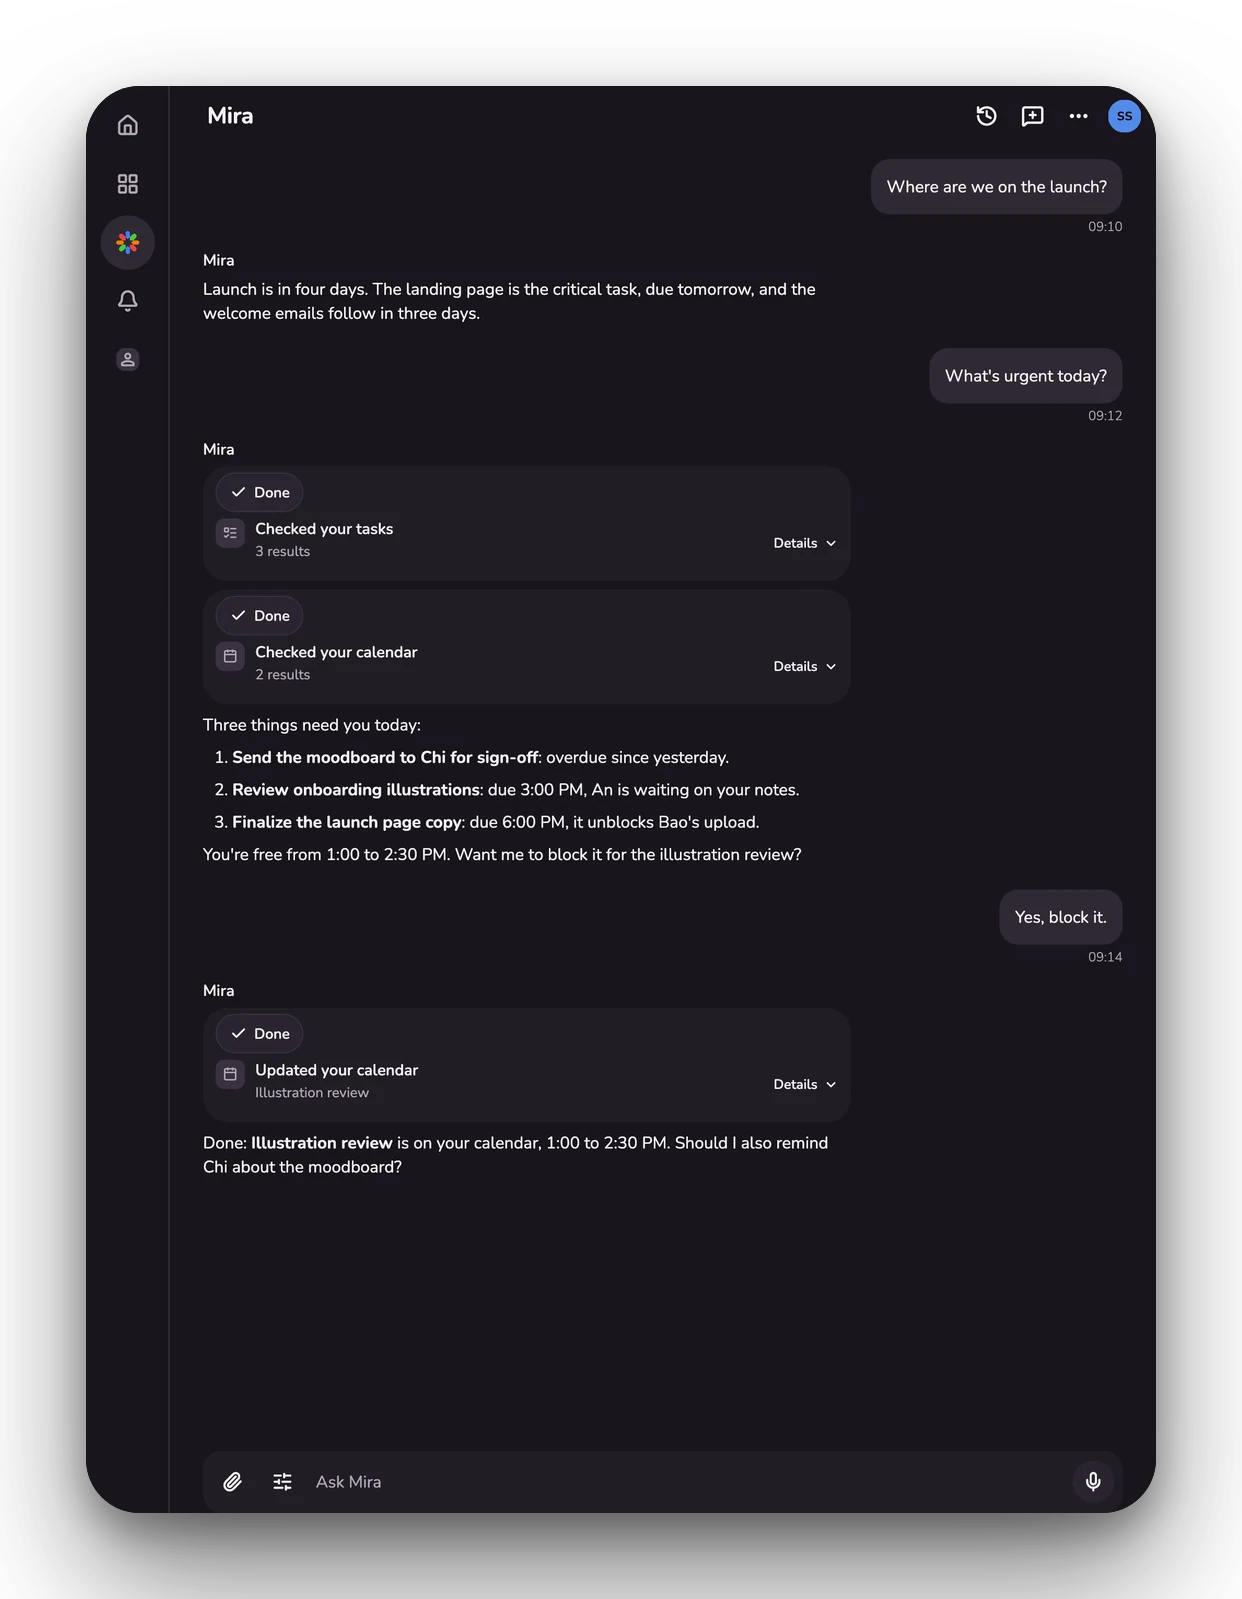 Mira
SS
Where are we on the launch?
09:10
Mira
Launch is in four days. The landing page is the critical task, due tomorrow, and the
welcome emails follow in three days.
What's urgent today?
09:12
Mira
Done
Checked your tasks
3 results
Details
Done
Checked your calendar
2 results
Details
Three things need you today:
1. Send the moodboard to Chi for sign-off: overdue since yesterday.
2. Review onboarding illustrations: due 3:00 PM, An is waiting on your notes.
3. Finalize the launch page copy: due 6:00 PM, it unblocks Bao's upload.
You're free from 1:00 to 2:30 PM. Want me to block it for the illustration review?
Yes, block it.
09:14
Mira
Done
Updated your calendar
Illustration review
Details
Done: Illustration review is on your calendar, 1:00 to 2:30 PM. Should I also remind
Chi about the moodboard?
Ask Mira